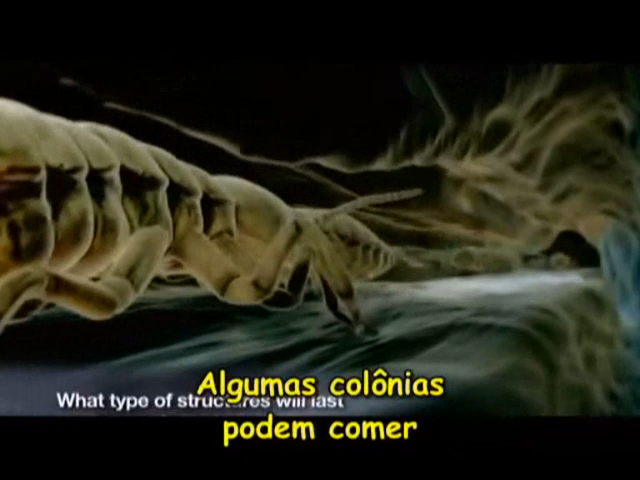 Algumas colônias
What type of structures will last
podem comer